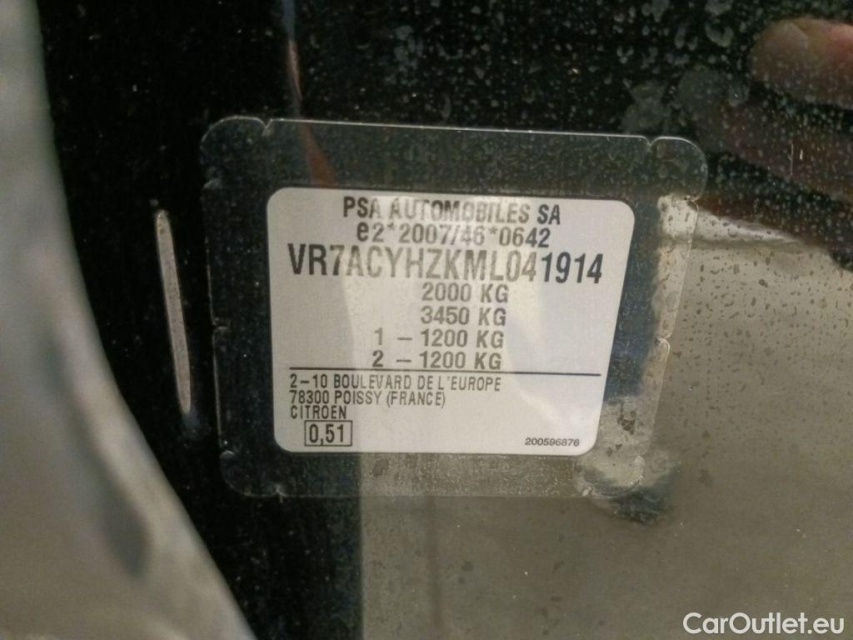 PSA AUTOMOBILES SA
e2*2007/46*0642
VR7ACYHZKML041914
2000 KG
3450 KG
1 – 1200 KG
2 – 1200 KG
2–10 BOULEVARD DE L'EUROPE
78300 POISSY (FRANCE)
CITROEN
0,51
200596876
CarOutlet.eu